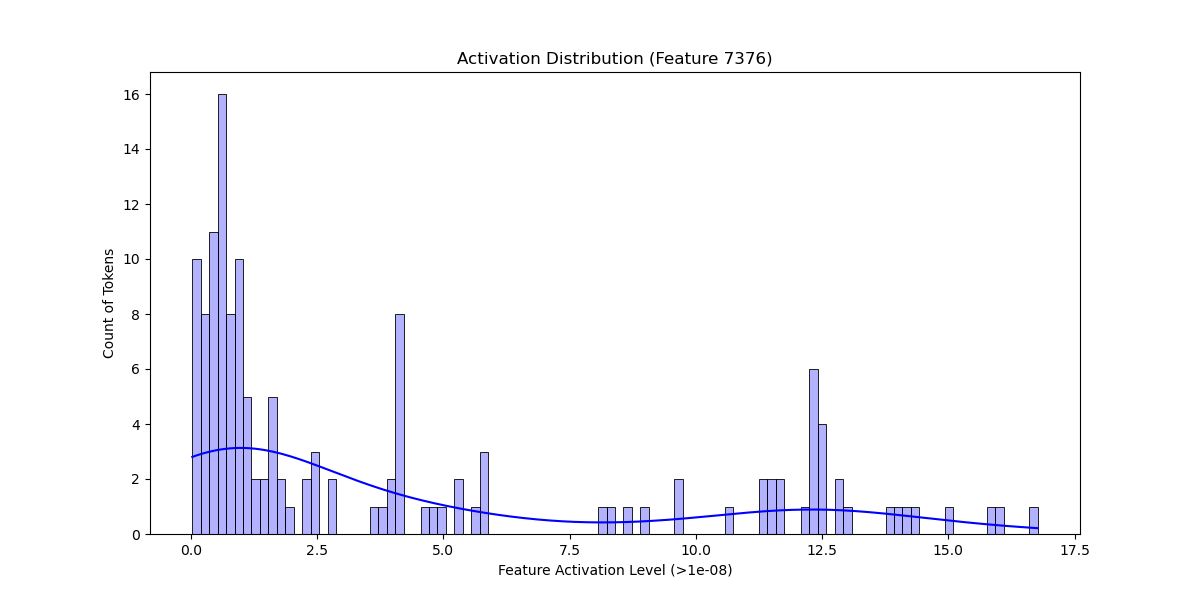 Activation Distribution (Feature 7376)
16
14
12
10
8
6
4
2
0
Count of Tokens
0.0 2.5 5.0 7.5 10.0 12.5 15.0 17.5
Feature Activation Level (>1e-08)